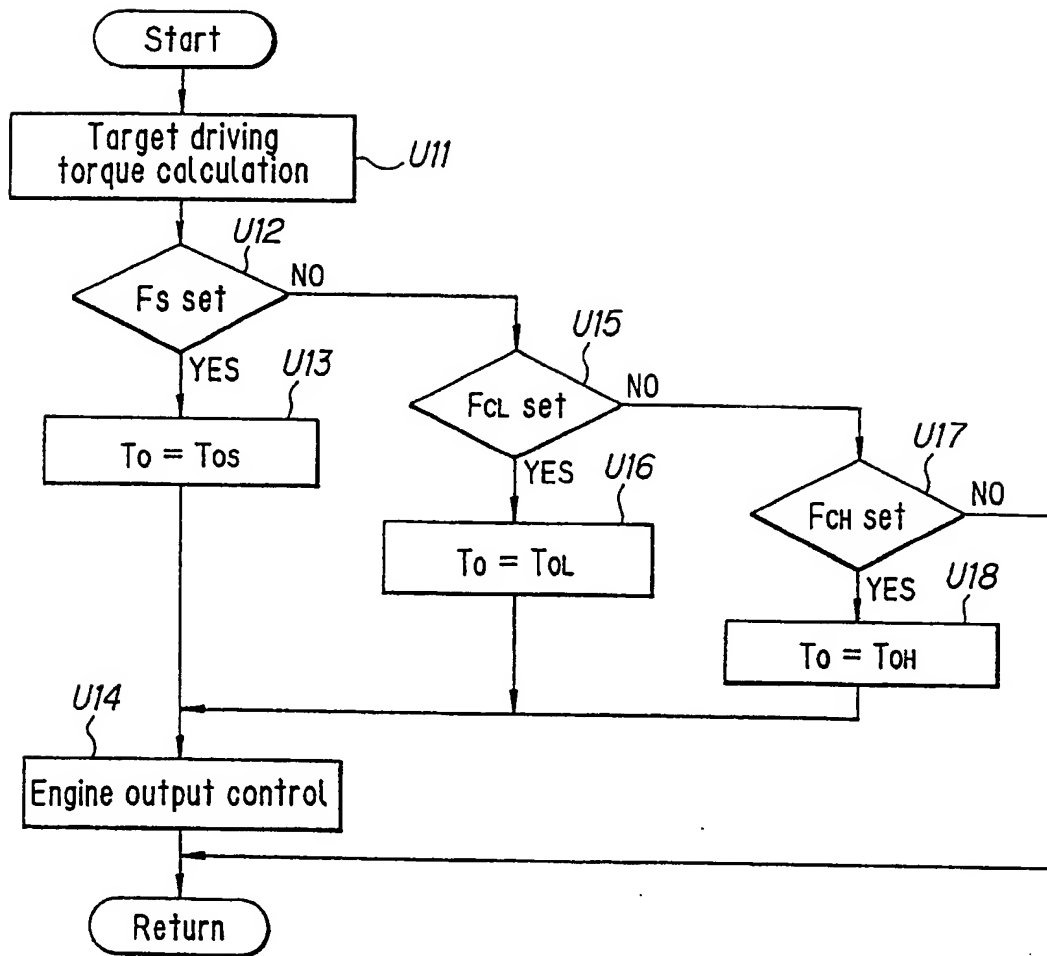 Start
Target driving
torque calculation
U11
U12
Fs set
NO
YES
U13
To = Tos
U15
FCL set
NO
YES
U16
To = TOL
U17
FCH set
NO
YES
U18
To = TOH
U14
Engine output control
Return